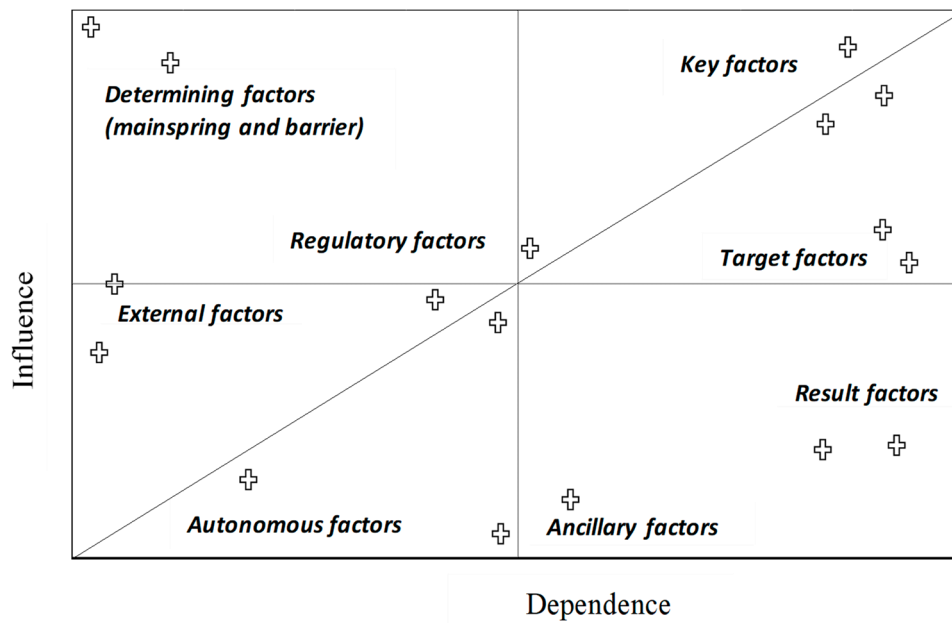 Key factors
Determining factors
(mainspring and barrier)
Regulatory factors
Target factors
External factors
Influence
Result factors
Autonomous factors
Ancillary factors
Dependence